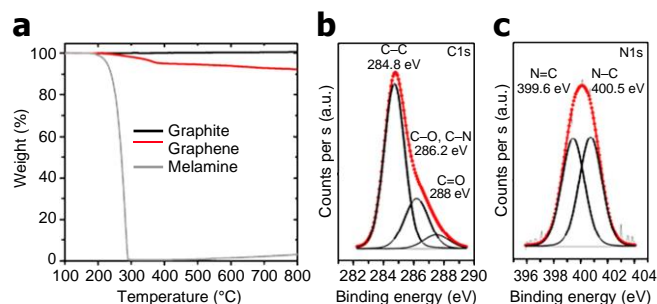 a
100
80
60
40
20
0
Weight (%)
Graphite
Graphene
Melamine
100 200 300 400 500 600 700 800
Temperature (°C)
b
C1s
C–C
284.8 eV
C–O, C–N
286.2 eV
C=O
288 eV
Counts per s (a.u.)
282 284 286 288 290
Binding energy (eV)
c
N1s
N=C
399.6 eV
N–C
400.5 eV
Counts per s (a.u.)
396 398 400 402 404
Binding energy (eV)